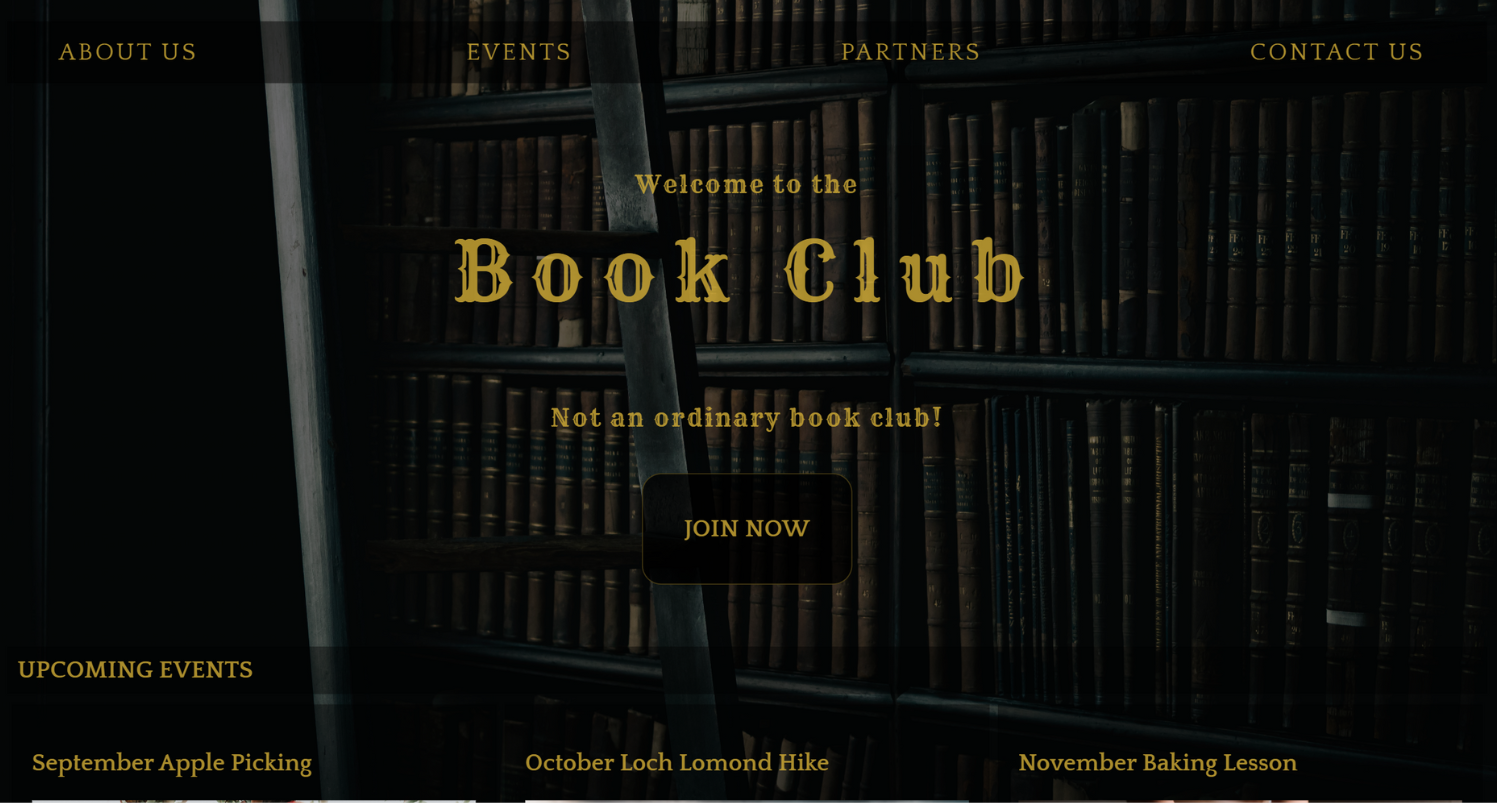 ABOUT US EVENTS PARTNERS CONTACT US
Welcome to the
Book Club
Not an ordinary book club!
JOIN NOW
UPCOMING EVENTS
September Apple Picking October Loch Lomond Hike November Baking Lesson